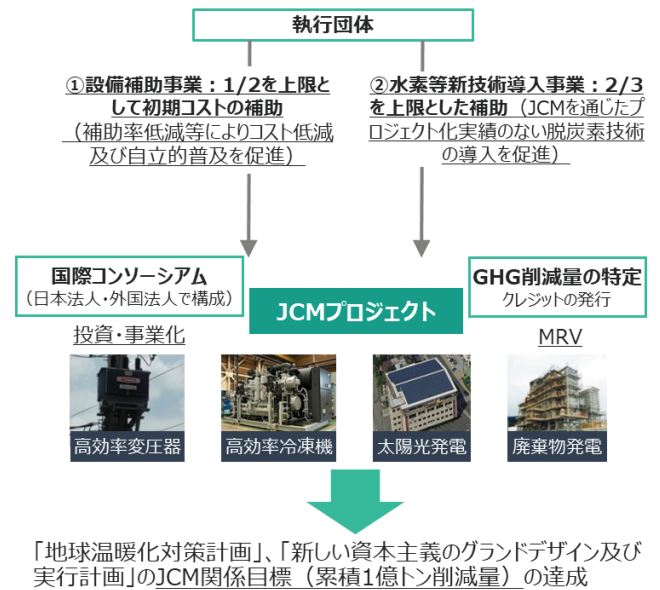 執行団体
①設備補助事業：1/2を上限と
して初期コストの補助
（補助率低減等によりコスト低減
及び自立的普及を促進）
②水素等新技術導入事業：2/3
を上限とした補助（JCMを通じたプ
ロジェクト化実績のない脱炭素技術
の導入を促進）
国際コンソーシアム
（日本法人・外国法人で構成）
投資・事業化
JCMプロジェクト
GHG削減量の特定
クレジットの発行
MRV
高効率変圧器
高効率冷凍機
太陽光発電
廃棄物発電
「地球温暖化対策計画」、「新しい資本主義のグランドデザイン及び
実行計画」のJCM関係目標（累積1億トン削減量）の達成